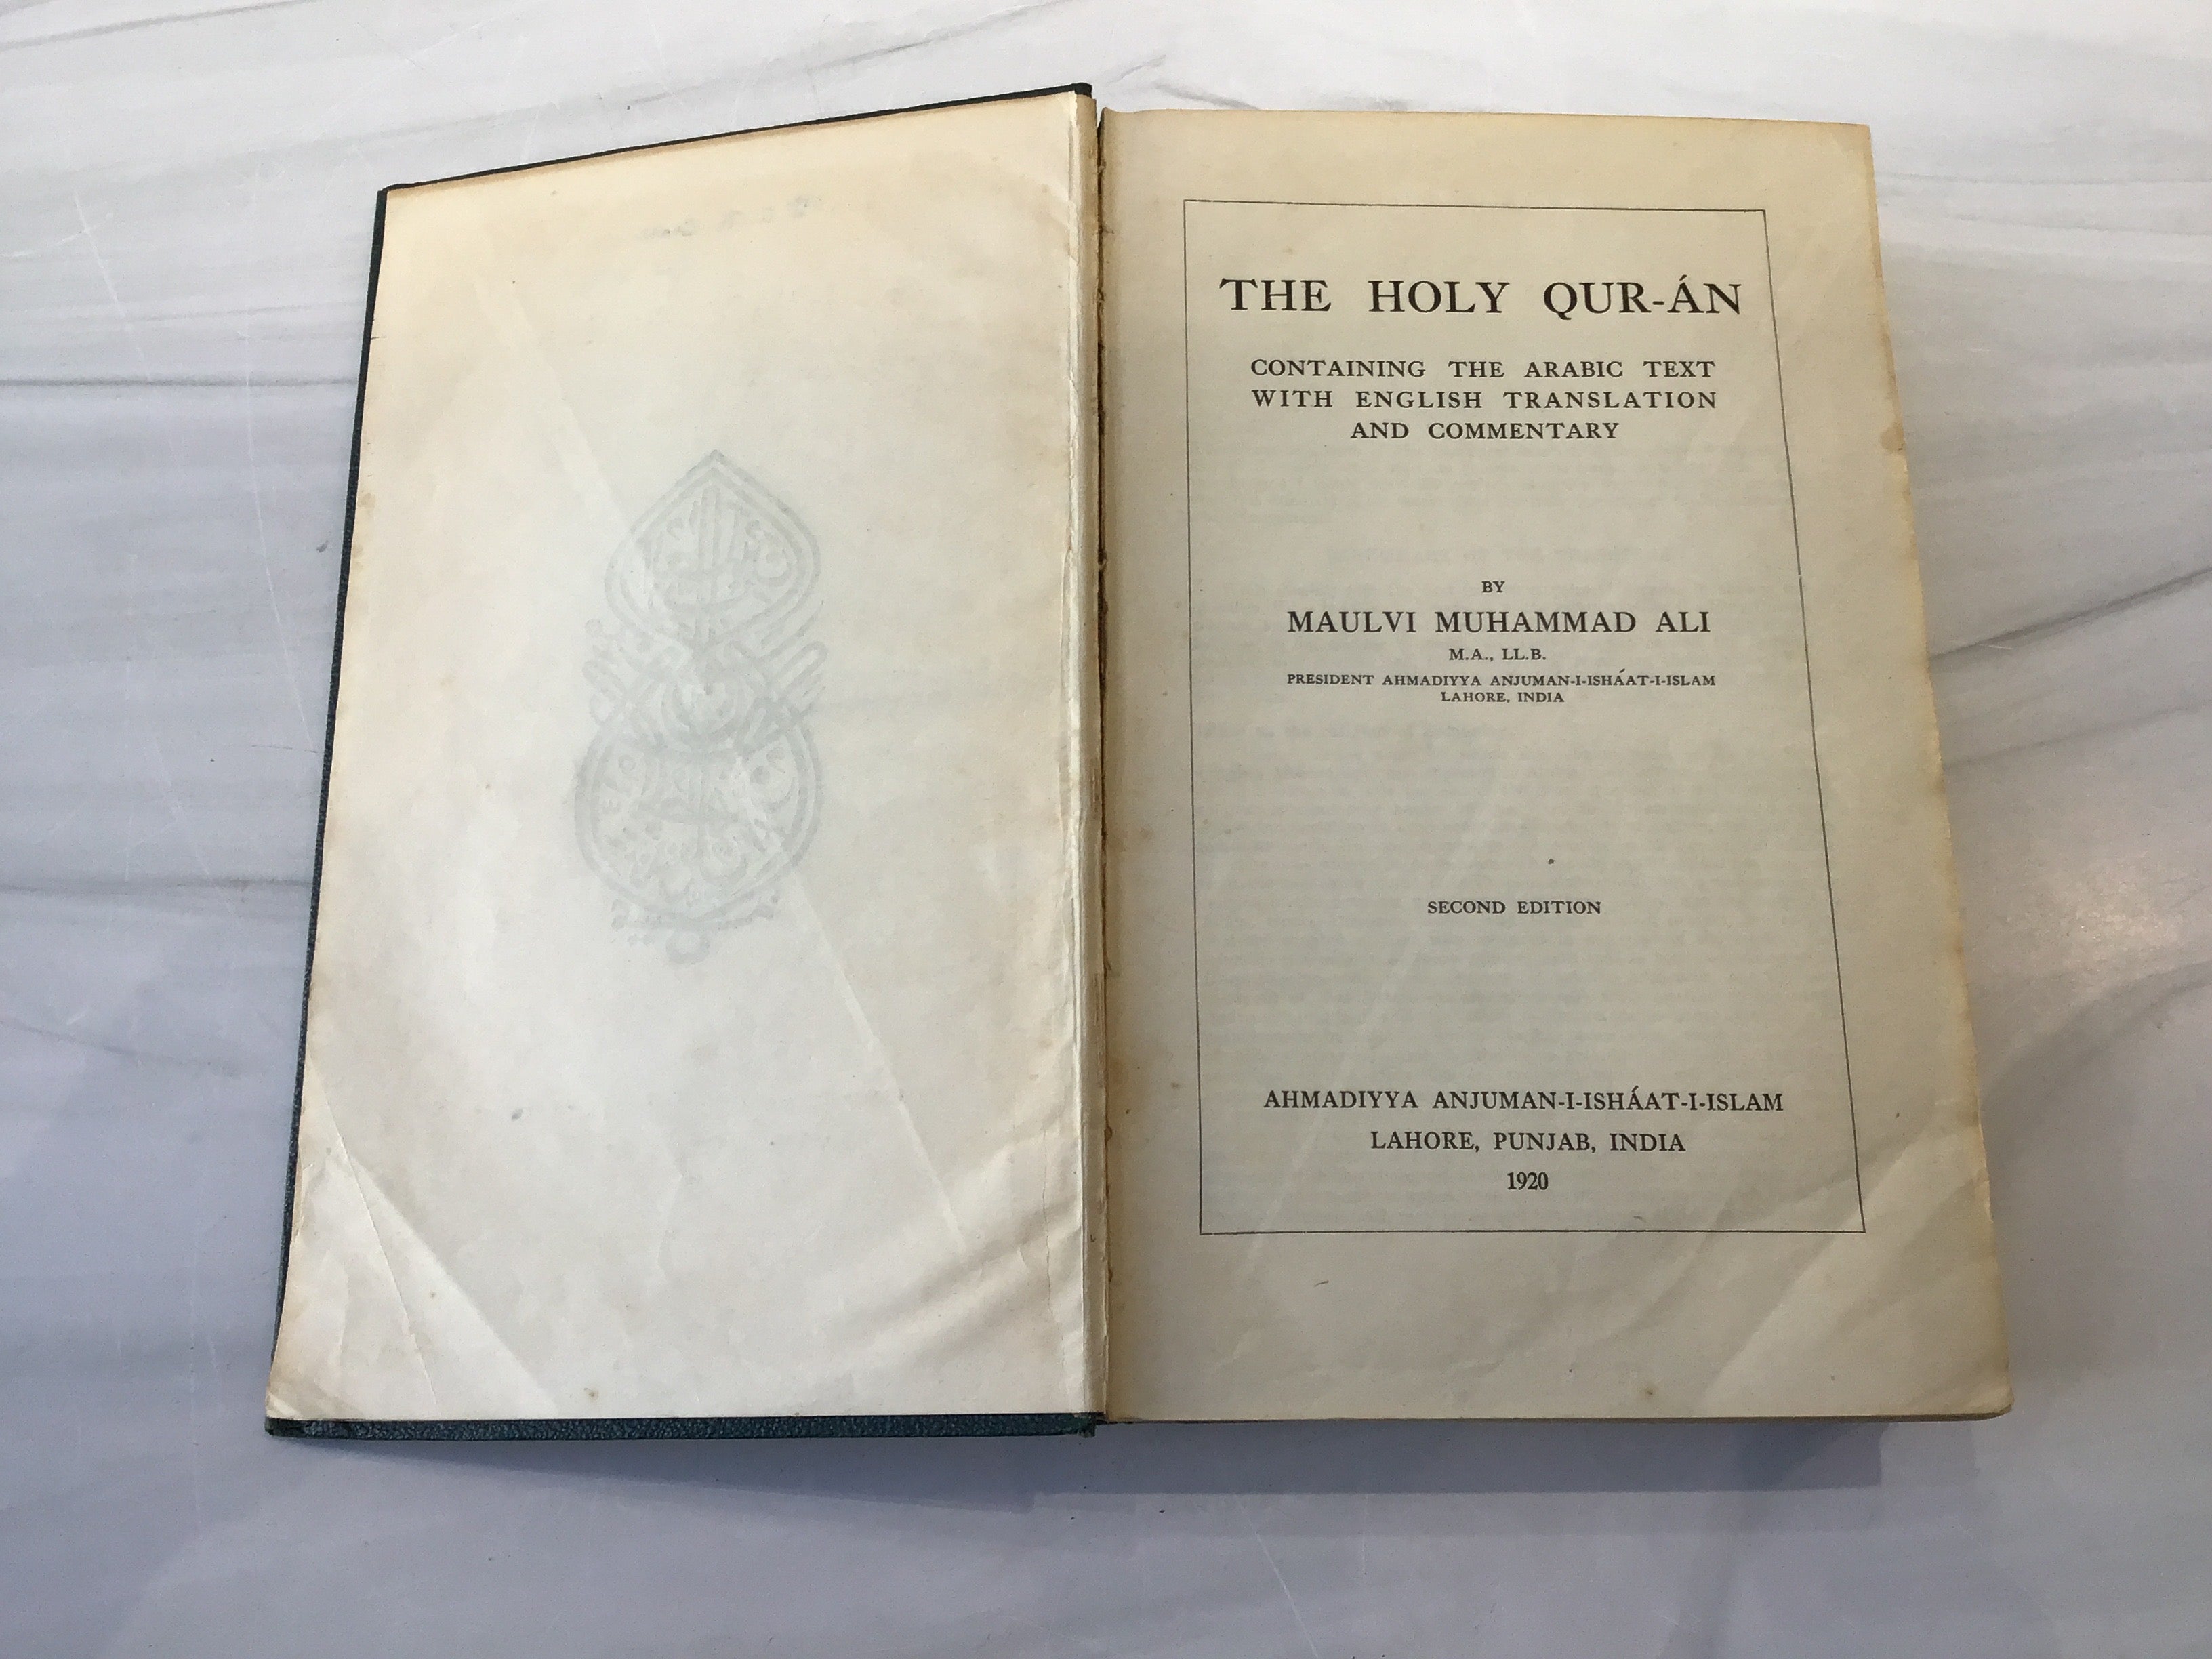 THE HOLY QUR-ÁN
CONTAINING THE ARABIC TEXT
WITH ENGLISH TRANSLATION
AND COMMENTARY
BY
MAULVI MUHAMMAD ALI
M.A., LL.B.
PRESIDENT AHMADIYYA ANJUMAN-I-ISHÁAT-I-ISLAM
LAHORE, INDIA
SECOND EDITION
AHMADIYYA ANJUMAN-I-ISHÁAT-I-ISLAM
LAHORE, PUNJAB, INDIA
1920